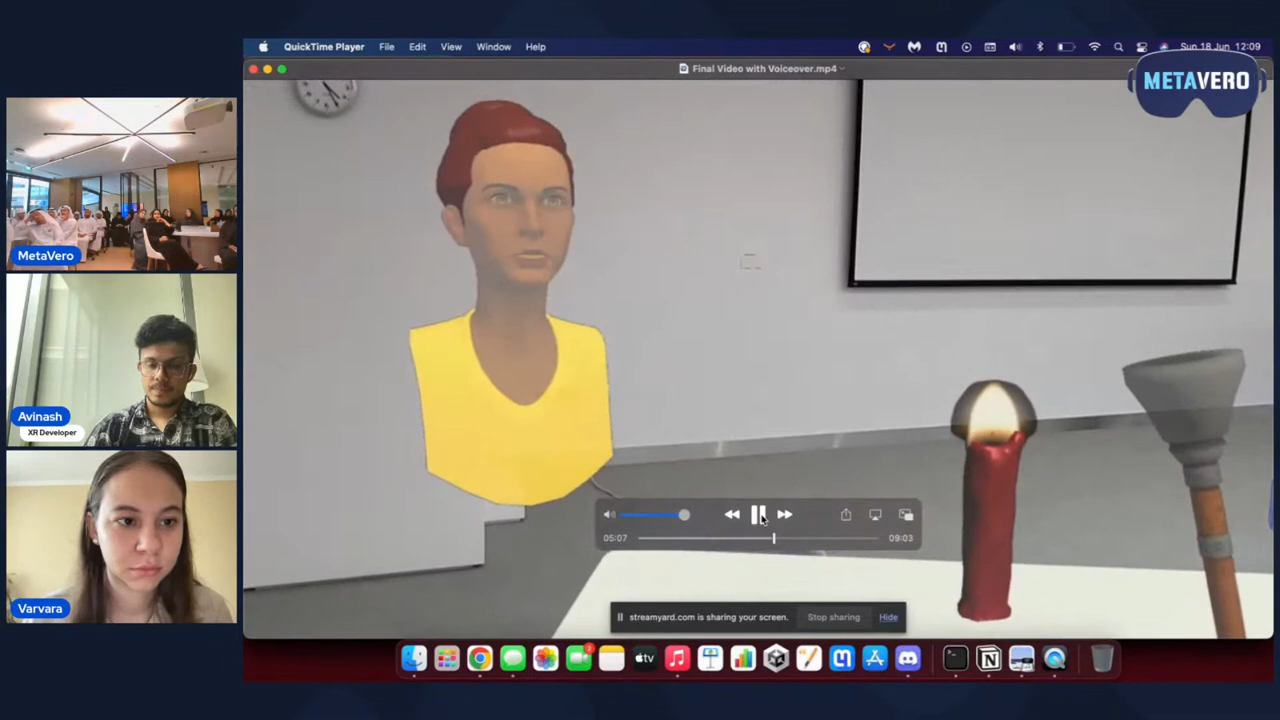 QuickTime Player File Edit View Window Help
Sun 18 Jun 12:09
Final Video with Voiceover.mp4
METAVERO
MetaVero
Avinash
XR Developer
Varvara
05:07
09:03
streamyard.com is sharing your screen. Stop sharing Hide
tv